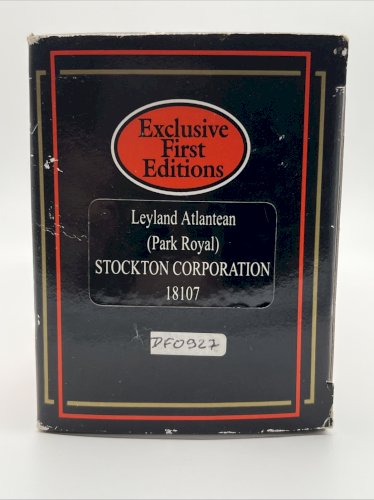 Exclusive
First
Editions
Leyland Atlantean
(Park Royal)
STOCKTON CORPORATION
18107
DF0927